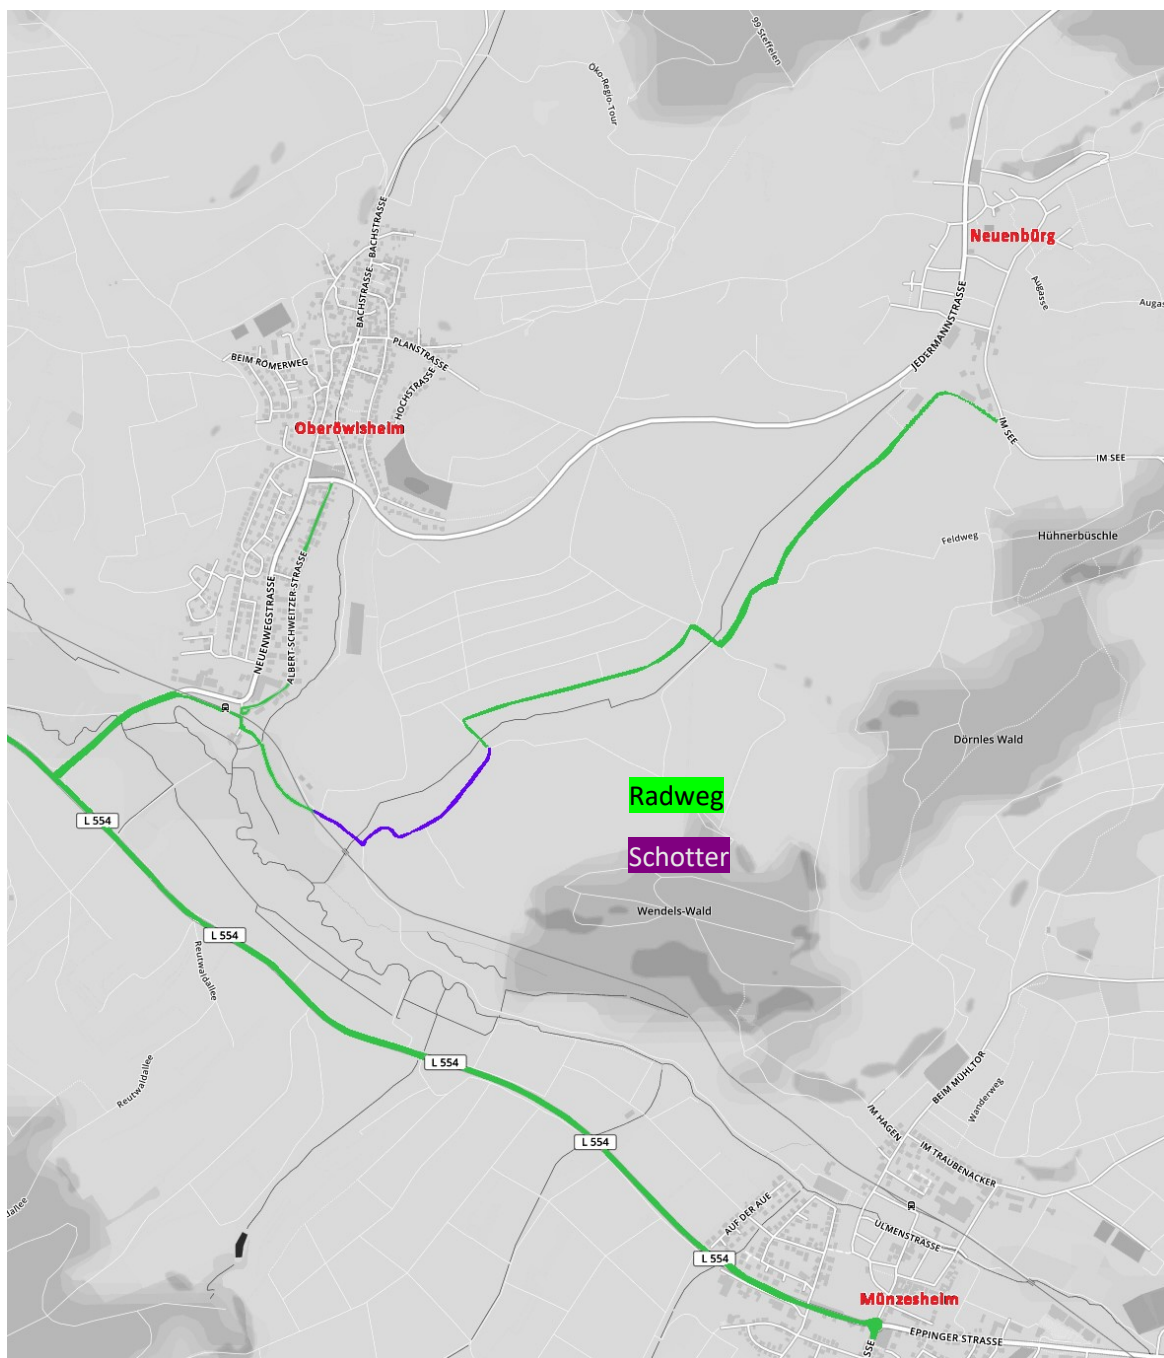 99 Steffelen
Öko-Regio-Tour
Neuenbürg
Augasse
BACHSTRASSE
BACHSTRASSE
JEDERMANNSTRASSE
PLANSTRASSE
BEIM RÖMERWEG
HOCHSTRASSE
Oberöwisheim
IM SEE
IM SEE
Feldweg
Hühnerbüschle
ALBERT-SCHWEITZER-STRASSE
NEUENWEGSTRASSE
Dörnles Wald
Radweg
L 554
Schotter
Wendels-Wald
L 554
Reutwaldallee
L 554
Reutwaldallee
BEIM MÜHLTOR
Wanderweg
IM HAGEN
L 554
IM TRAUBENACKER
AUF DER AUE
ULMENSTRASSE
L 554
Münzesheim
EPPINGER STRASSE